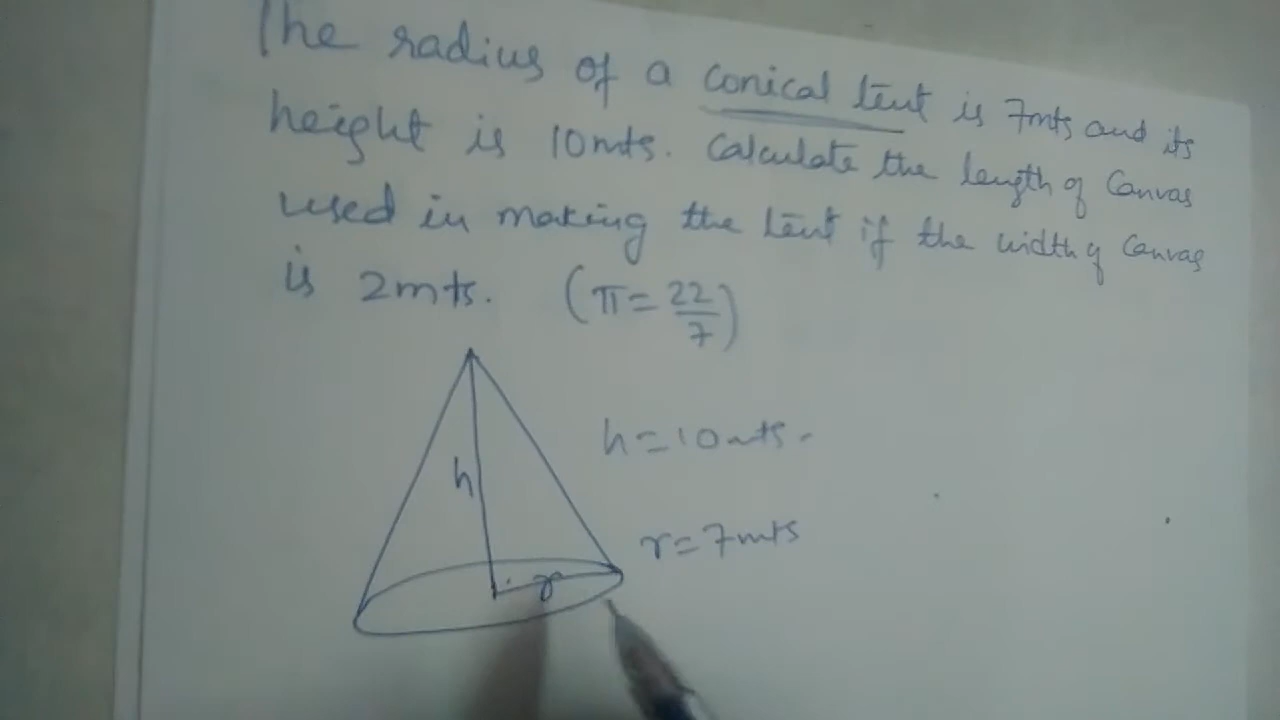 The radius of a conical tent is 7mts and its
height is 10mts. Calculate the length of Canvas
used in making the tent if the width of Canvas
is 2mts. (π = 22/7)
h = 10mts.
h
r = 7mts
r